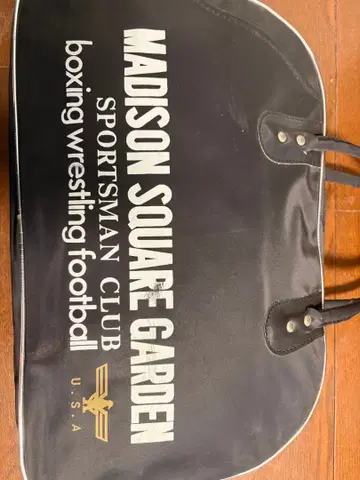 MADISON SQUARE GARDEN
SPORTSMAN CLUB
boxing wrestling football
U.S.A